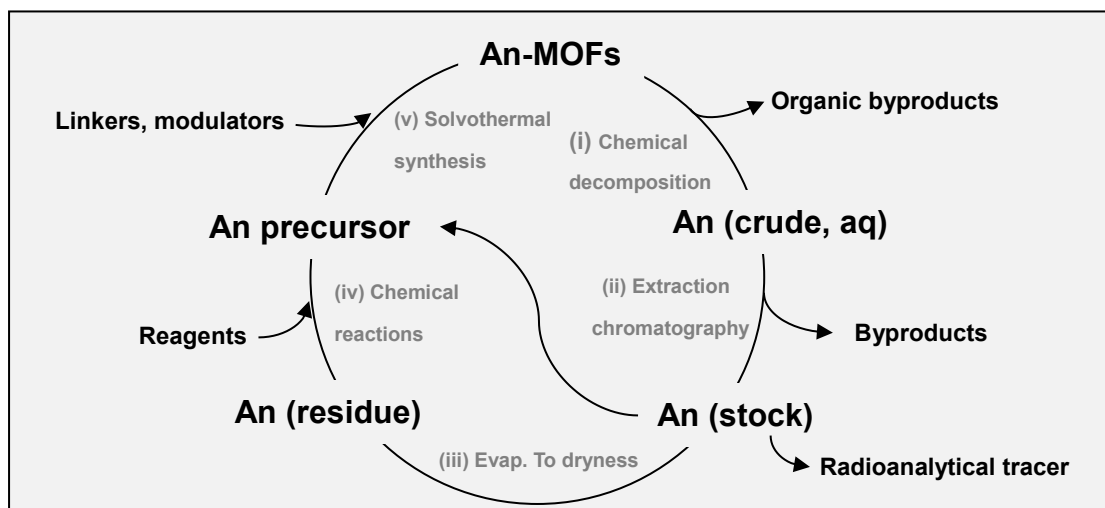 An-MOFs
Organic byproducts
Linkers, modulators
(v) Solvothermal
synthesis
(i) Chemical
decomposition
An precursor
An (crude, aq)
(iv) Chemical
reactions
(ii) Extraction
chromatography
Reagents
Byproducts
An (residue)
An (stock)
(iii) Evap. To dryness
Radioanalytical tracer